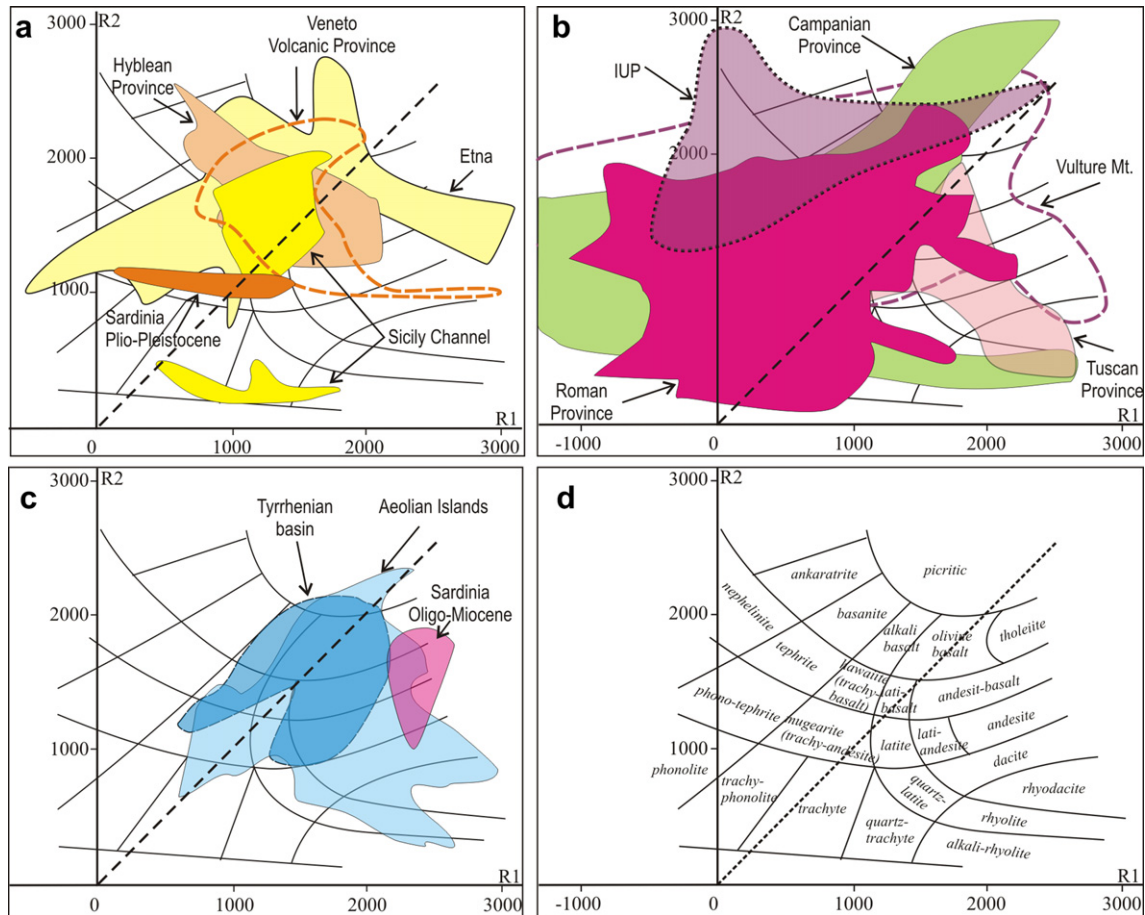 a
3000
R2
Veneto
Volcanic Province
Hyblean
Province
2000
Etna
1000
Sardinia
Plio-Pleistocene
Sicily Channel
R1
0
1000
2000
3000
b
3000
R2
Campanian
Province
IUP
2000
Vulture Mt.
1000
Roman
Province
Tuscan
Province
R1
-1000
0
1000
2000
3000
c
3000
R2
Tyrrhenian
basin
Aeolian Islands
Sardinia
Oligo-Miocene
2000
1000
R1
0
1000
2000
3000
d
3000
R2
ankaratrite
picritic
2000
nephelinite
basanite
alkali
basalt
olivine
basalt
tholeiite
tephrite
hawaiite
(trachy-
basalt)
lati-
basalt
andesit-basalt
phono-tephrite
mugearite
(trachy-andesite)
latite
lati-
andesite
andesite
1000
dacite
phonolite
trachy-
phonolite
trachyte
quartz-
latite
rhyodacite
quartz-
trachyte
rhyolite
alkali-rhyolite
R1
-1000
0
1000
2000
3000